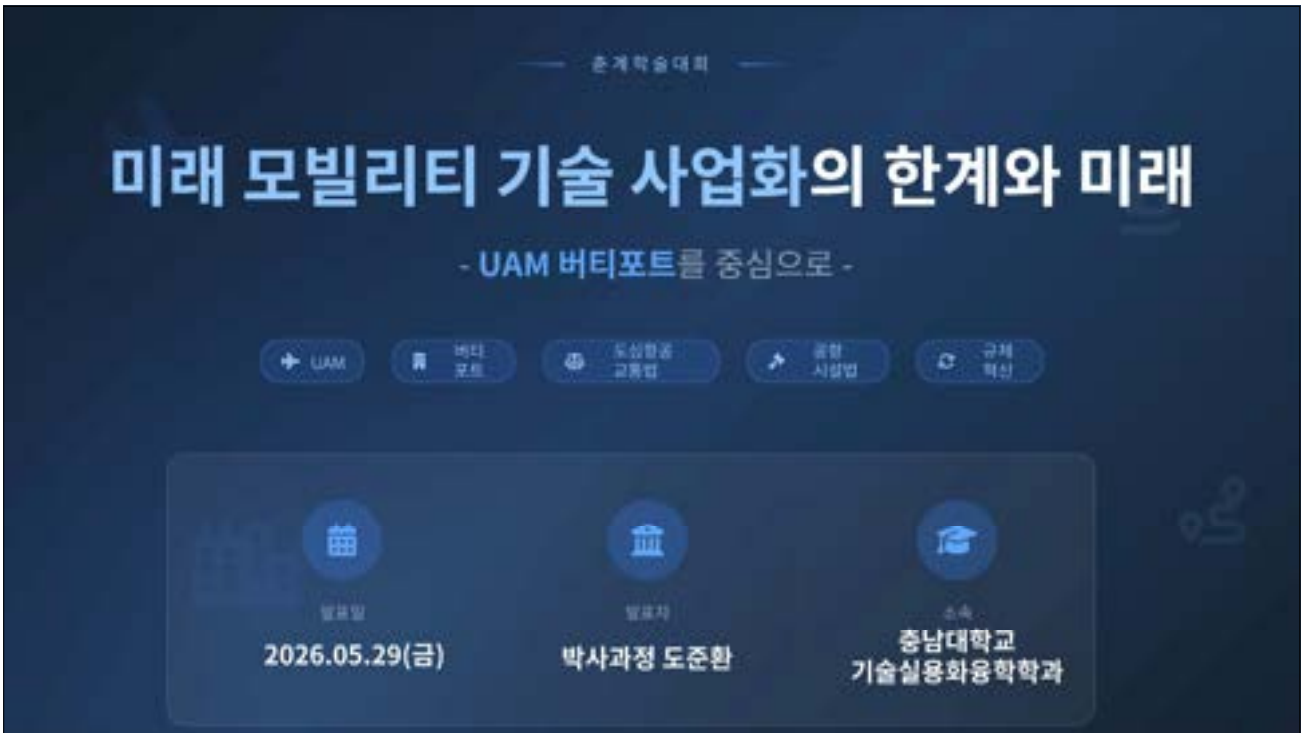 춘계학술대회
미래 모빌리티 기술 사업화의 한계와 미래
- UAM 버티포트를 중심으로 -
UAM
버티
포트
도심항공
교통법
공항
시설법
규제
혁신
발표일
2026.05.29(금)
발표자
박사과정 도준환
소속
충남대학교
기술실용화융학학과